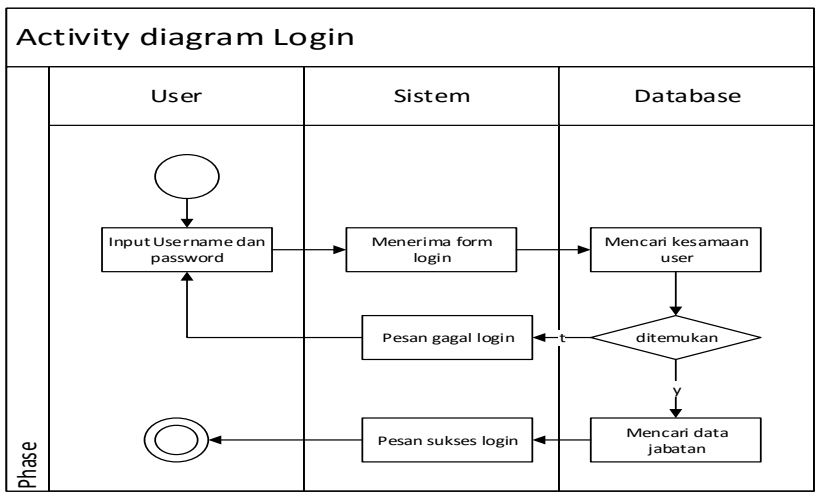 Activity diagram Login
User
Sistem
Database
Input Username dan
password
Menerima form
login
Mencari kesamaan
user
Pesan gagal login
t
ditemukan
y
Pesan sukses login
Mencari data
jabatan
Phase